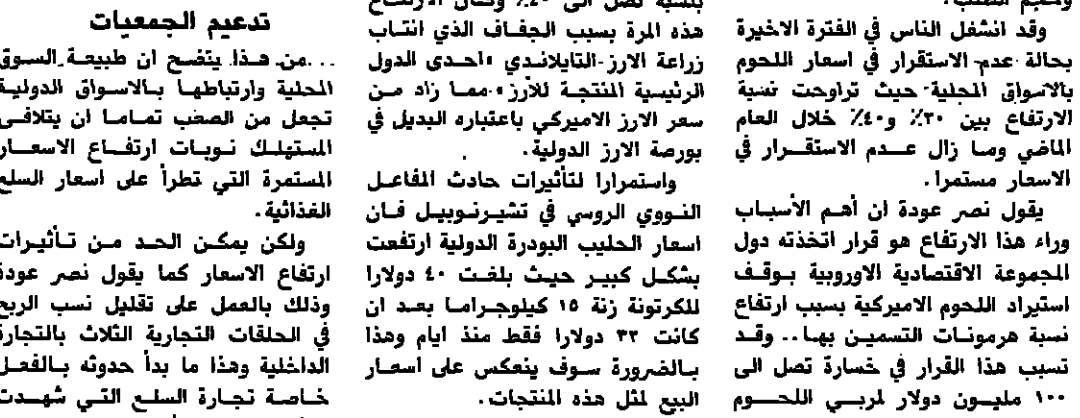 وحجم الطلب.
وقد انشغل الناس في الفترة الاخيرة
بحالة عدم الاستقرار في اسعار اللحوم
بالاسواق المحلية حيث تراوحت نسبة
الارتفاع بين ٣٠٪ و٤٠٪ خلال العام
الماضي وما زال عدم الاستقرار في
الاسعار مستمرا.
يقول نصر عودة ان أهم الأسباب
وراء هذا الارتفاع هو قرار اتخذته دول
المجموعة الاقتصادية الاوروبية بوقف
استيراد اللحوم الاميركية بسبب ارتفاع
نسبة هرمونات التسمين بها.. وقد
تسبب هذا القرار في خسارة تصل الى
١٠٠ مليون دولار لمربي اللحوم
بنسبة تصل الى ٤٠٪ وكان الارتفاع
هذه المرة بسبب الجفاف الذي انتاب
زراعة الارز التايلاندي «احدى الدول
الرئيسية المنتجة للأرز» مما زاد من
سعر الارز الاميركي باعتباره البديل في
بورصة الارز الدولية.
واستمرارا لتأثيرات حادث المفاعل
النووي الروسي في تشيرنوبيل فان
اسعار الحليب البودرة الدولية ارتفعت
بشكل كبير حيث بلغت ٤٠ دولارا
للكرتونة زنة ١٥ كيلوجراما بعد ان
كانت ٣٣ دولارا فقط منذ ايام وهذا
بالضرورة سوف ينعكس على اسعار
البيع لمثل هذه المنتجات.
تدعيم الجمعيات
...من هذا يتضح ان طبيعة السوق
المحلية وارتباطها بالاسواق الدولية
تجعل من الصعب تماما ان يتلافى
المستهلك نوبات ارتفاع الاسعار
المستمرة التي تطرأ على اسعار السلع
الغذائية.
ولكن يمكن الحد من تأثيرات
ارتفاع الاسعار كما يقول نصر عودة
وذلك بالعمل على تقليل نسب الربح
في الحلقات التجارية الثلاث بالتجارة
الداخلية وهذا ما بدأ حدوثه بالفعل
خاصة تجارة السلع التي شهدت